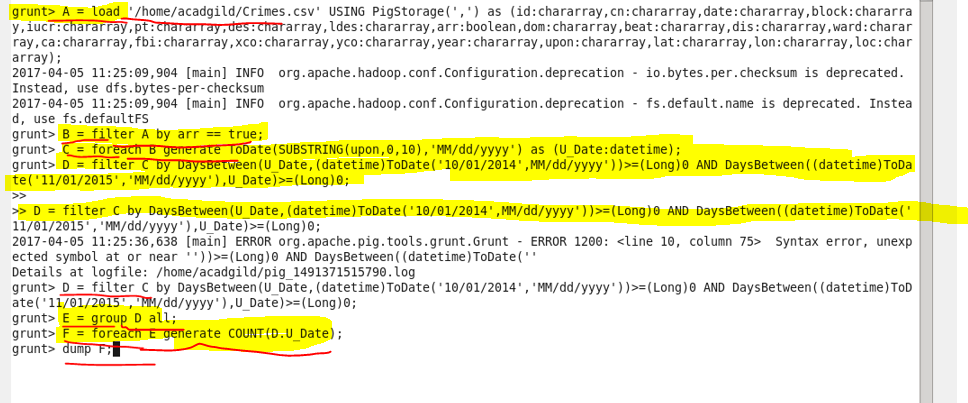 grunt> A = load '/home/acadgild/Crimes.csv' USING PigStorage(',') as (id:chararray,cn:chararray,date:chararray,block:chararra
y,iucr:chararray,pt:chararray,des:chararray,ldes:chararray,arr:boolean,dom:chararray,beat:chararray,dis:chararray,ward:charar
ray,ca:chararray,fbi:chararray,xco:chararray,yco:chararray,year:chararray,upon:chararray,lat:chararray,lon:chararray,loc:char
array);
2017-04-05 11:25:09,904 [main] INFO  org.apache.hadoop.conf.Configuration.deprecation - io.bytes.per.checksum is deprecated.
Instead, use dfs.bytes-per-checksum
2017-04-05 11:25:09,904 [main] INFO  org.apache.hadoop.conf.Configuration.deprecation - fs.default.name is deprecated. Instea
d, use fs.defaultFS
grunt> B = filter A by arr == true;
grunt> C = foreach B generate ToDate(SUBSTRING(upon,0,10),'MM/dd/yyyy') as (U_Date:datetime);
grunt> D = filter C by DaysBetween(U_Date,(datetime)ToDate('10/01/2014',MM/dd/yyyy'))>=(Long)0 AND DaysBetween((datetime)ToDa
te('11/01/2015','MM/dd/yyyy'),U_Date)>=(Long)0;
>>
>> D = filter C by DaysBetween(U_Date,(datetime)ToDate('10/01/2014',MM/dd/yyyy'))>=(Long)0 AND DaysBetween((datetime)ToDate('
11/01/2015','MM/dd/yyyy'),U_Date)>=(Long)0;
2017-04-05 11:25:36,638 [main] ERROR org.apache.pig.tools.grunt.Grunt - ERROR 1200: <line 10, column 75>  Syntax error, unexp
ected symbol at or near ''))>=(Long)0 AND DaysBetween((datetime)ToDate(''
Details at logfile: /home/acadgild/pig_1491371515790.log
grunt> D = filter C by DaysBetween(U_Date,(datetime)ToDate('10/01/2014','MM/dd/yyyy'))>=(Long)0 AND DaysBetween((datetime)ToD
ate('11/01/2015','MM/dd/yyyy'),U_Date)>=(Long)0;
grunt> E = group D all;
grunt> F = foreach E generate COUNT(D.U_Date);
grunt> dump F;